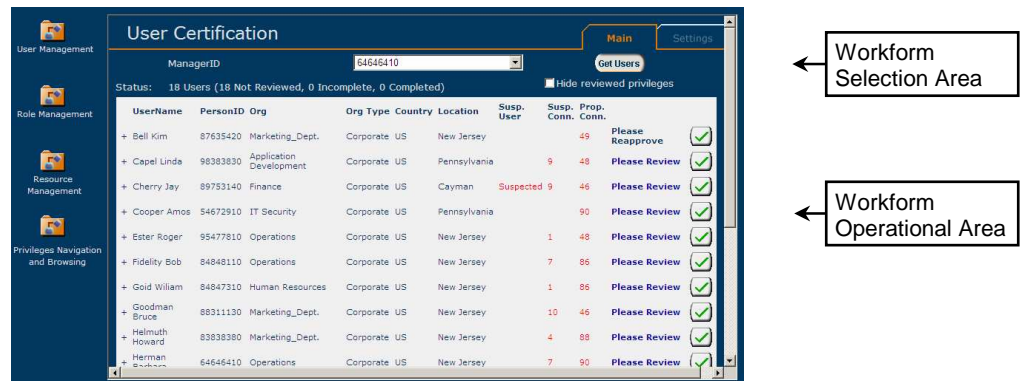 User Management
Role Management
Resource
Management
Privileges Navigation
and Browsing
User Certification
Main
Settings
ManagerID
64646410
Get Users
Status: 18 Users (18 Not Reviewed, 0 Incomplete, 0 Completed)
Hide reviewed privileges
UserName PersonID Org Org Type Country Location Susp. User Susp. Conn. Prop. Conn.
+ Bell Kim 87635420 Marketing_Dept. Corporate US New Jersey 49 Please Reapprove
+ Capel Linda 98383830 Application Development Corporate US Pennsylvania 9 48 Please Review
+ Cherry Jay 89753140 Finance Corporate US Cayman Suspected 9 46 Please Review
+ Cooper Amos 54672910 IT Security Corporate US Pennsylvania 90 Please Review
+ Ester Roger 95477810 Operations Corporate US New Jersey 1 48 Please Review
+ Fidelity Bob 84848110 Operations Corporate US New Jersey 7 86 Please Review
+ Goid Wiliam 84847310 Human Resources Corporate US New Jersey 1 86 Please Review
+ Goodman Bruce 88311130 Marketing_Dept. Corporate US New Jersey 10 46 Please Review
+ Helmuth Howard 83838380 Marketing_Dept. Corporate US New Jersey 4 88 Please Review
+ Herman Barbara 64646410 Operations Corporate US New Jersey 7 90 Please Review
Workform
Selection Area
Workform
Operational Area